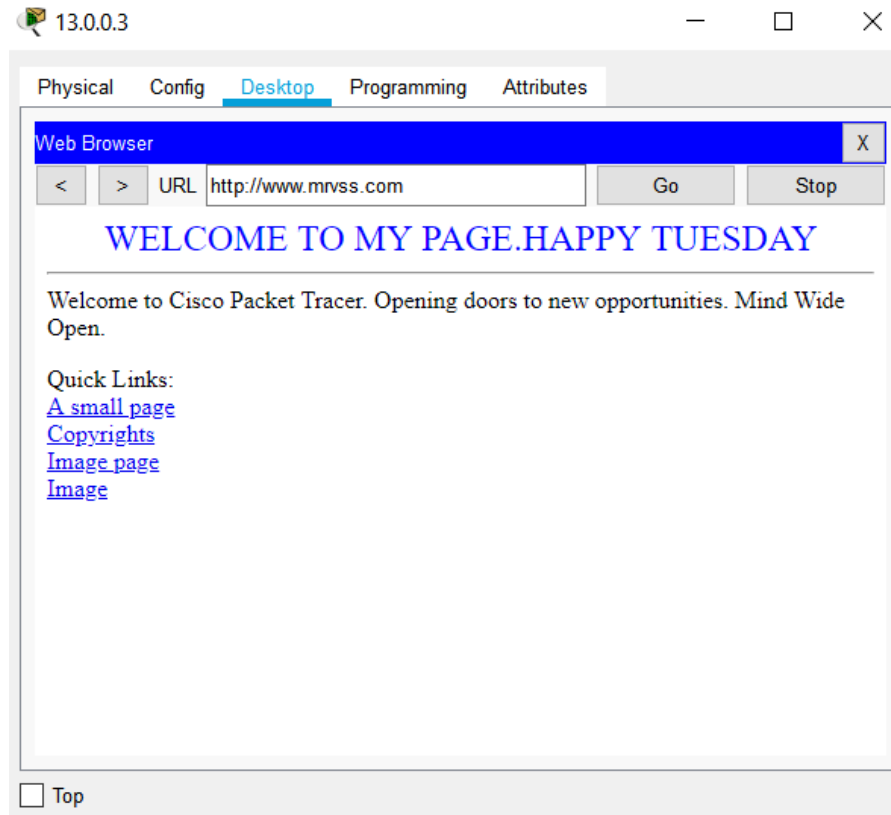 13.0.0.3
Physical Config Desktop Programming Attributes
Web Browser X
< > URL http://www.mrvss.com Go Stop
WELCOME TO MY PAGE.HAPPY TUESDAY
Welcome to Cisco Packet Tracer. Opening doors to new opportunities. Mind Wide
Open.
Quick Links:
A small page
Copyrights
Image page
Image
Top